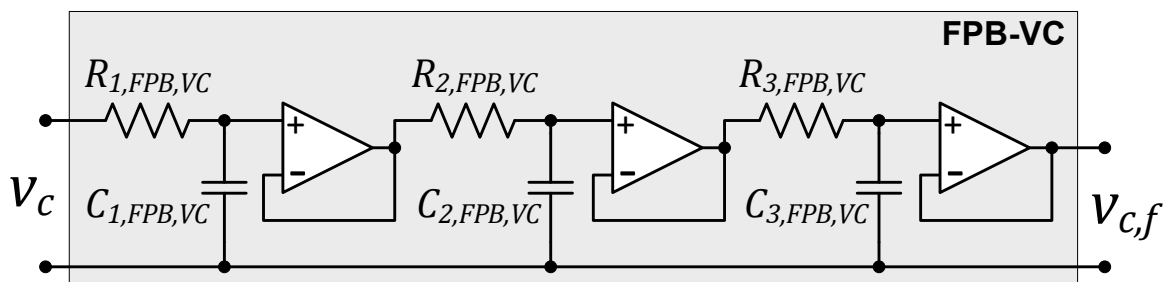 FPB-VC
R1,FPB,VC R2,FPB,VC R3,FPB,VC
+ + +
- - -
vc C1,FPB,VC C2,FPB,VC C3,FPB,VC vc,f